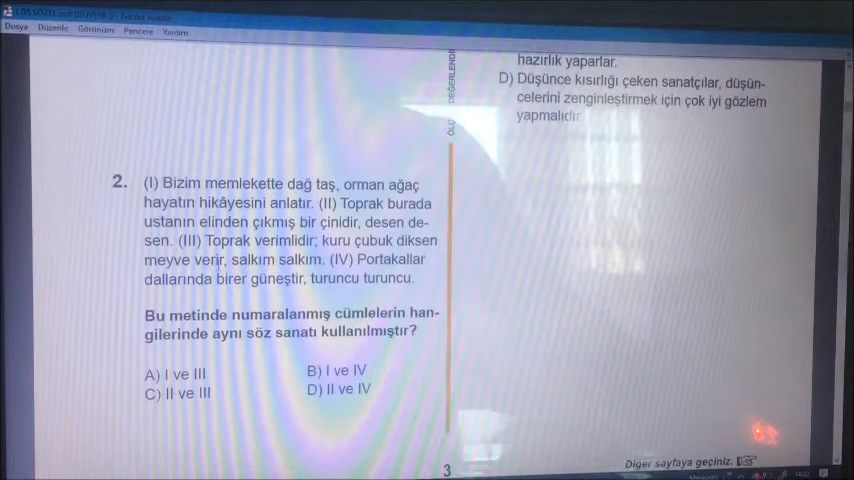 Dosya Düzenle Görünüm Pencere Yardım
2. (I) Bizim memlekette dağ taş, orman ağaç
hayatın hikâyesini anlatır. (II) Toprak burada
ustanın elinden çıkmış bir çinidir, desen de-
sen. (III) Toprak verimlidir; kuru çubuk diksen
meyve verir, salkım salkım. (IV) Portakallar
dallarında birer güneştir, turuncu turuncu.
Bu metinde numaralanmış cümlelerin han-
gilerinde aynı söz sanatı kullanılmıştır?
A) I ve III
B) I ve IV
C) II ve III
D) II ve IV
hazırlık yaparlar.
D) Düşünce kısırlığı çeken sanatçılar, düşün-
celerini zenginleştirmek için çok iyi gözlem
yapmalıdır
3
Diğer sayfaya geçiniz.